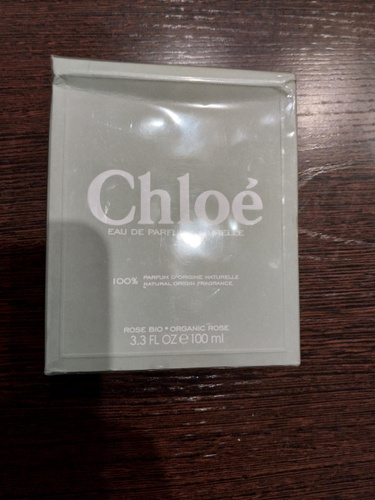 Chloé
EAU DE PARFUM
100% PARFUM D'ORIGINE NATURELLE
NATURAL ORIGIN FRAGRANCE
ROSE BIO • ORGANIC ROSE
3.3 FL OZ ℮ 100 ml